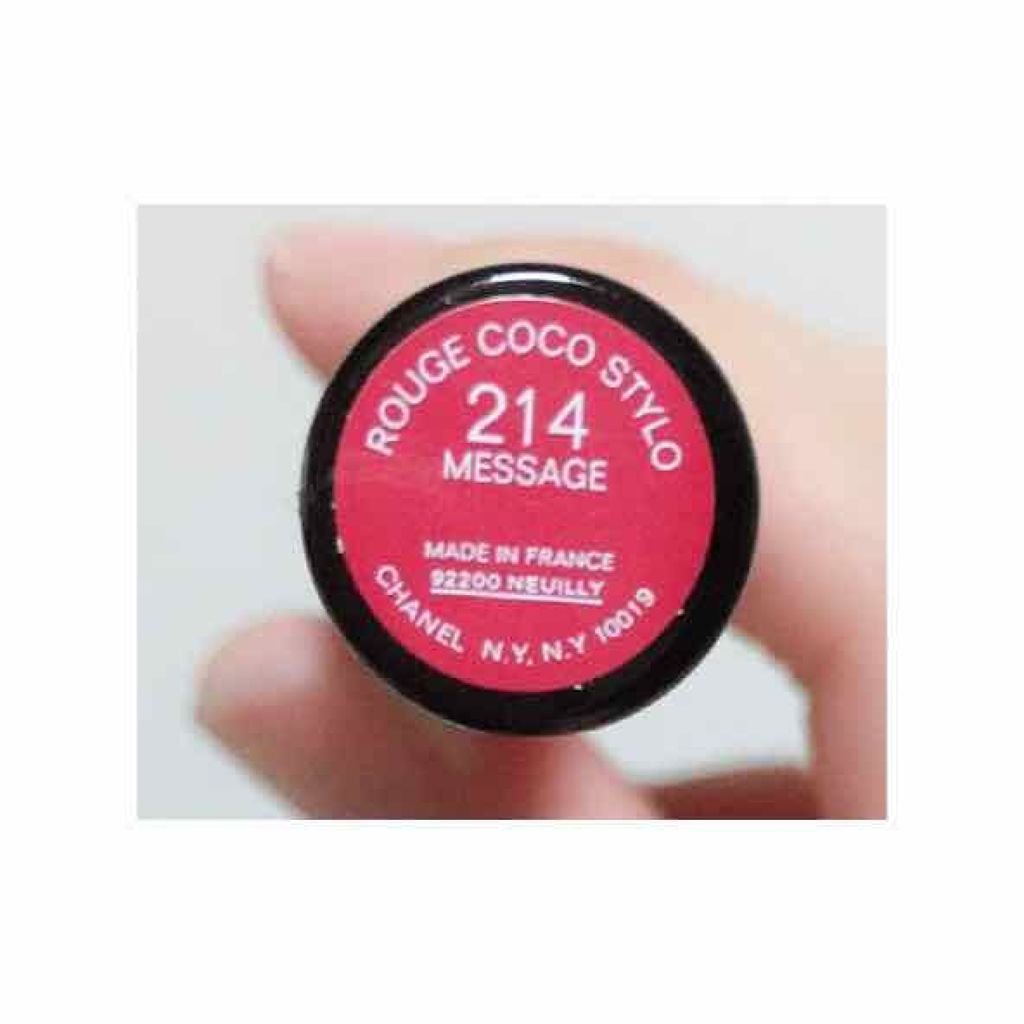 ROUGE COCO STYLO
214
MESSAGE
MADE IN FRANCE
92200 NEUILLY
CHANEL N.Y, N.Y 10019